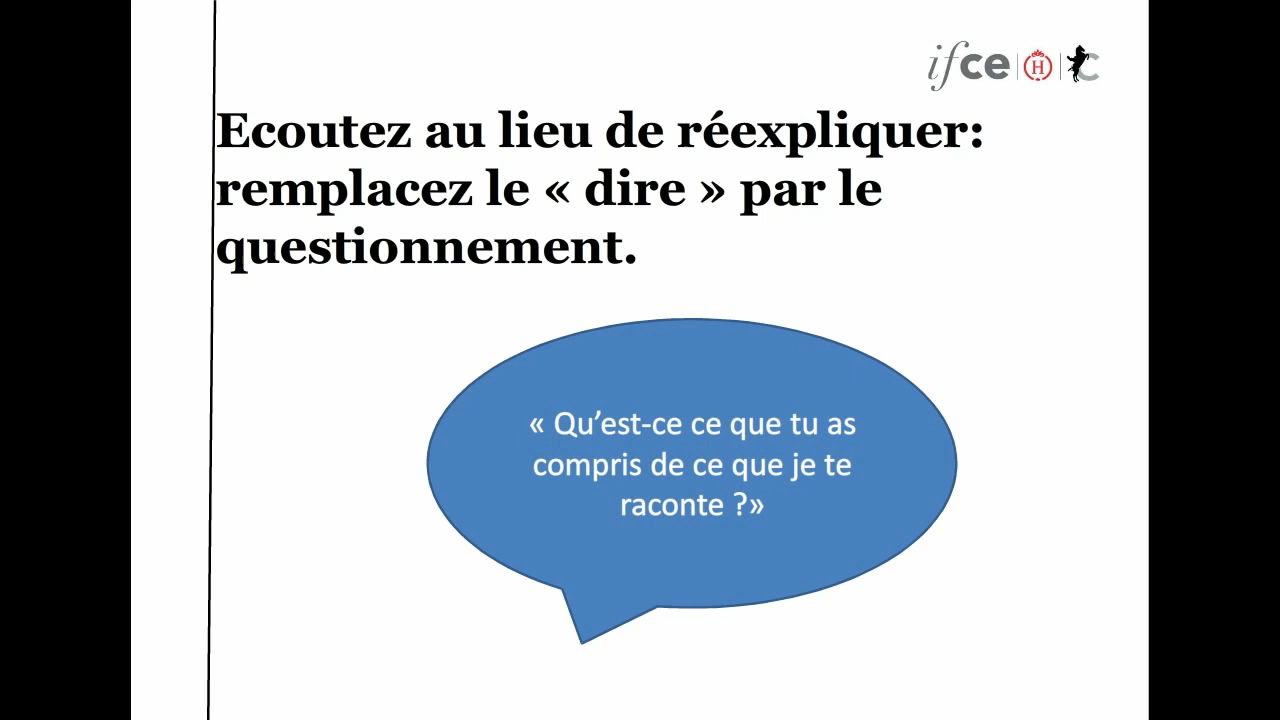 ifce | H | C
Ecoutez au lieu de réexpliquer:
remplacez le « dire » par le
questionnement.
« Qu’est-ce ce que tu as
compris de ce que je te
raconte ?»